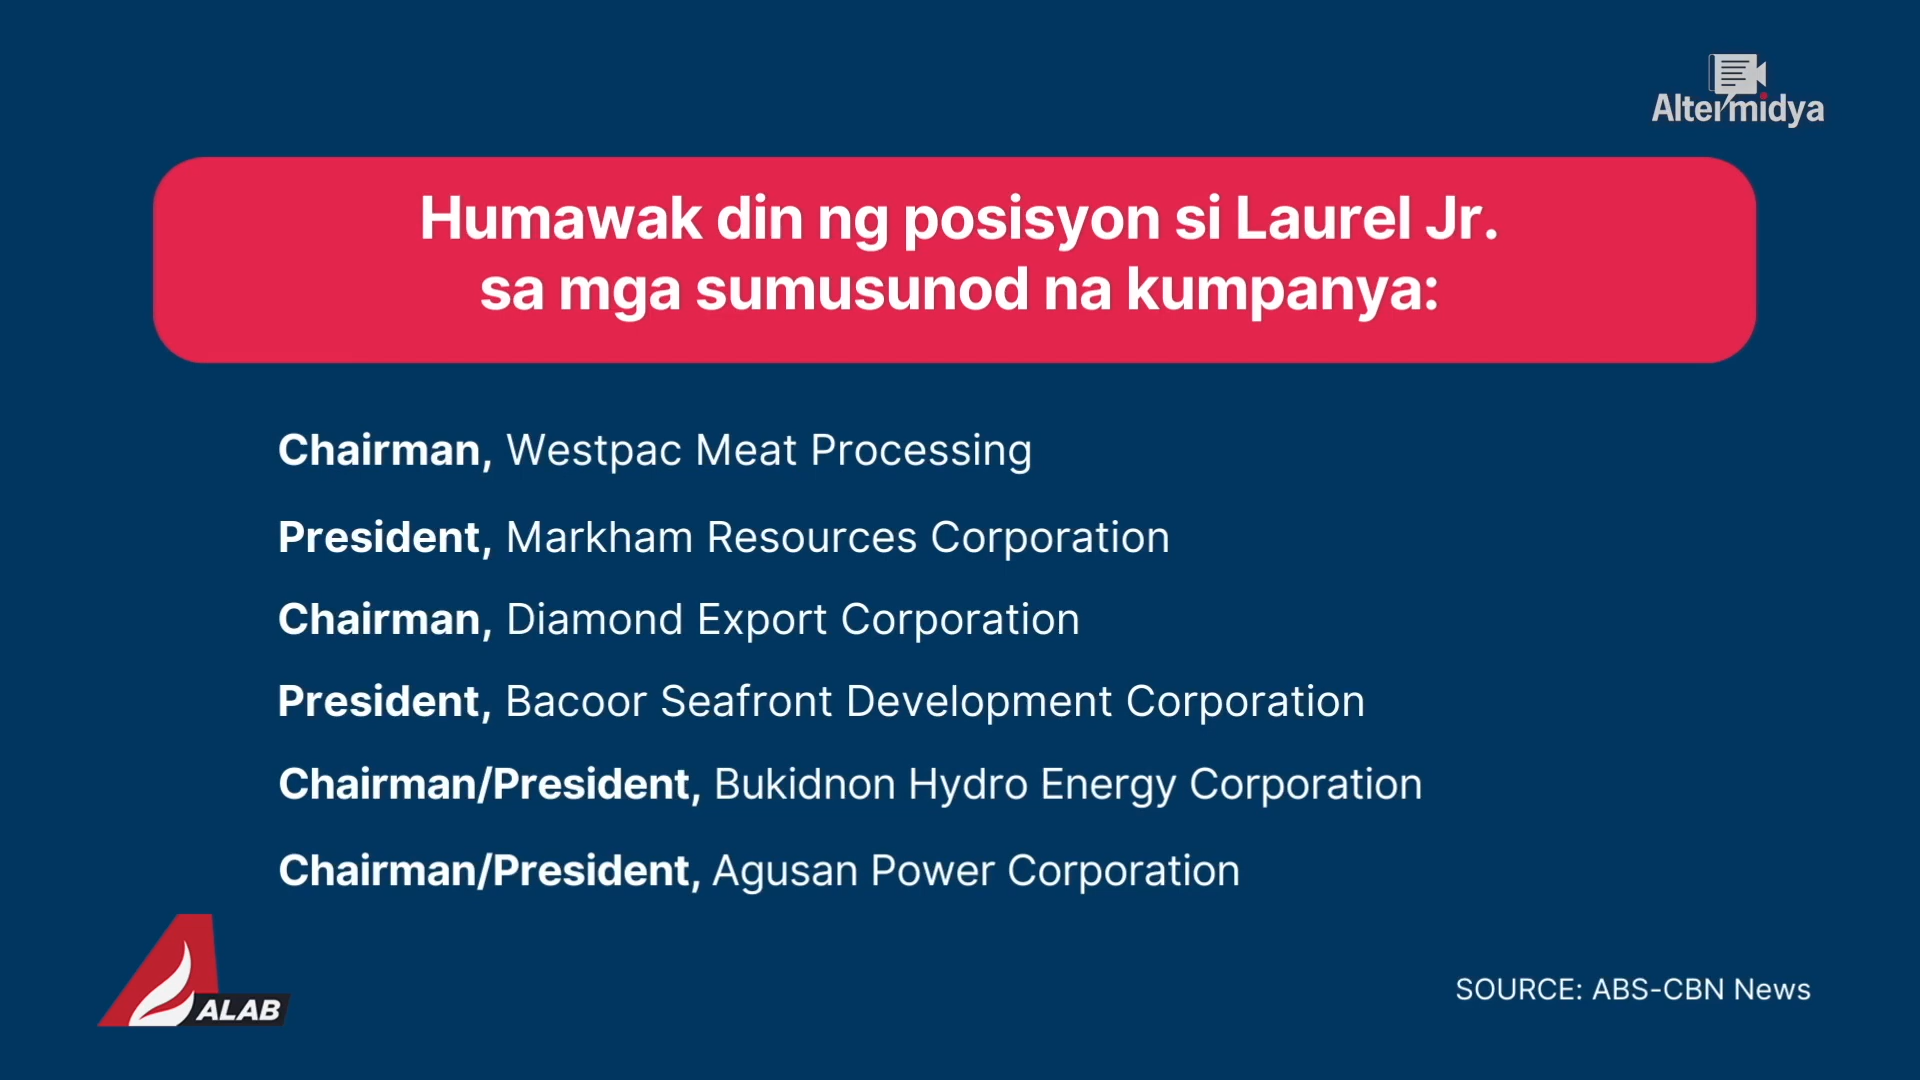 Altermidya
Humawak din ng posisyon si Laurel Jr.
sa mga sumusunod na kumpanya:
Chairman, Westpac Meat Processing
President, Markham Resources Corporation
Chairman, Diamond Export Corporation
President, Bacoor Seafront Development Corporation
Chairman/President, Bukidnon Hydro Energy Corporation
Chairman/President, Agusan Power Corporation
ALAB
SOURCE: ABS-CBN News